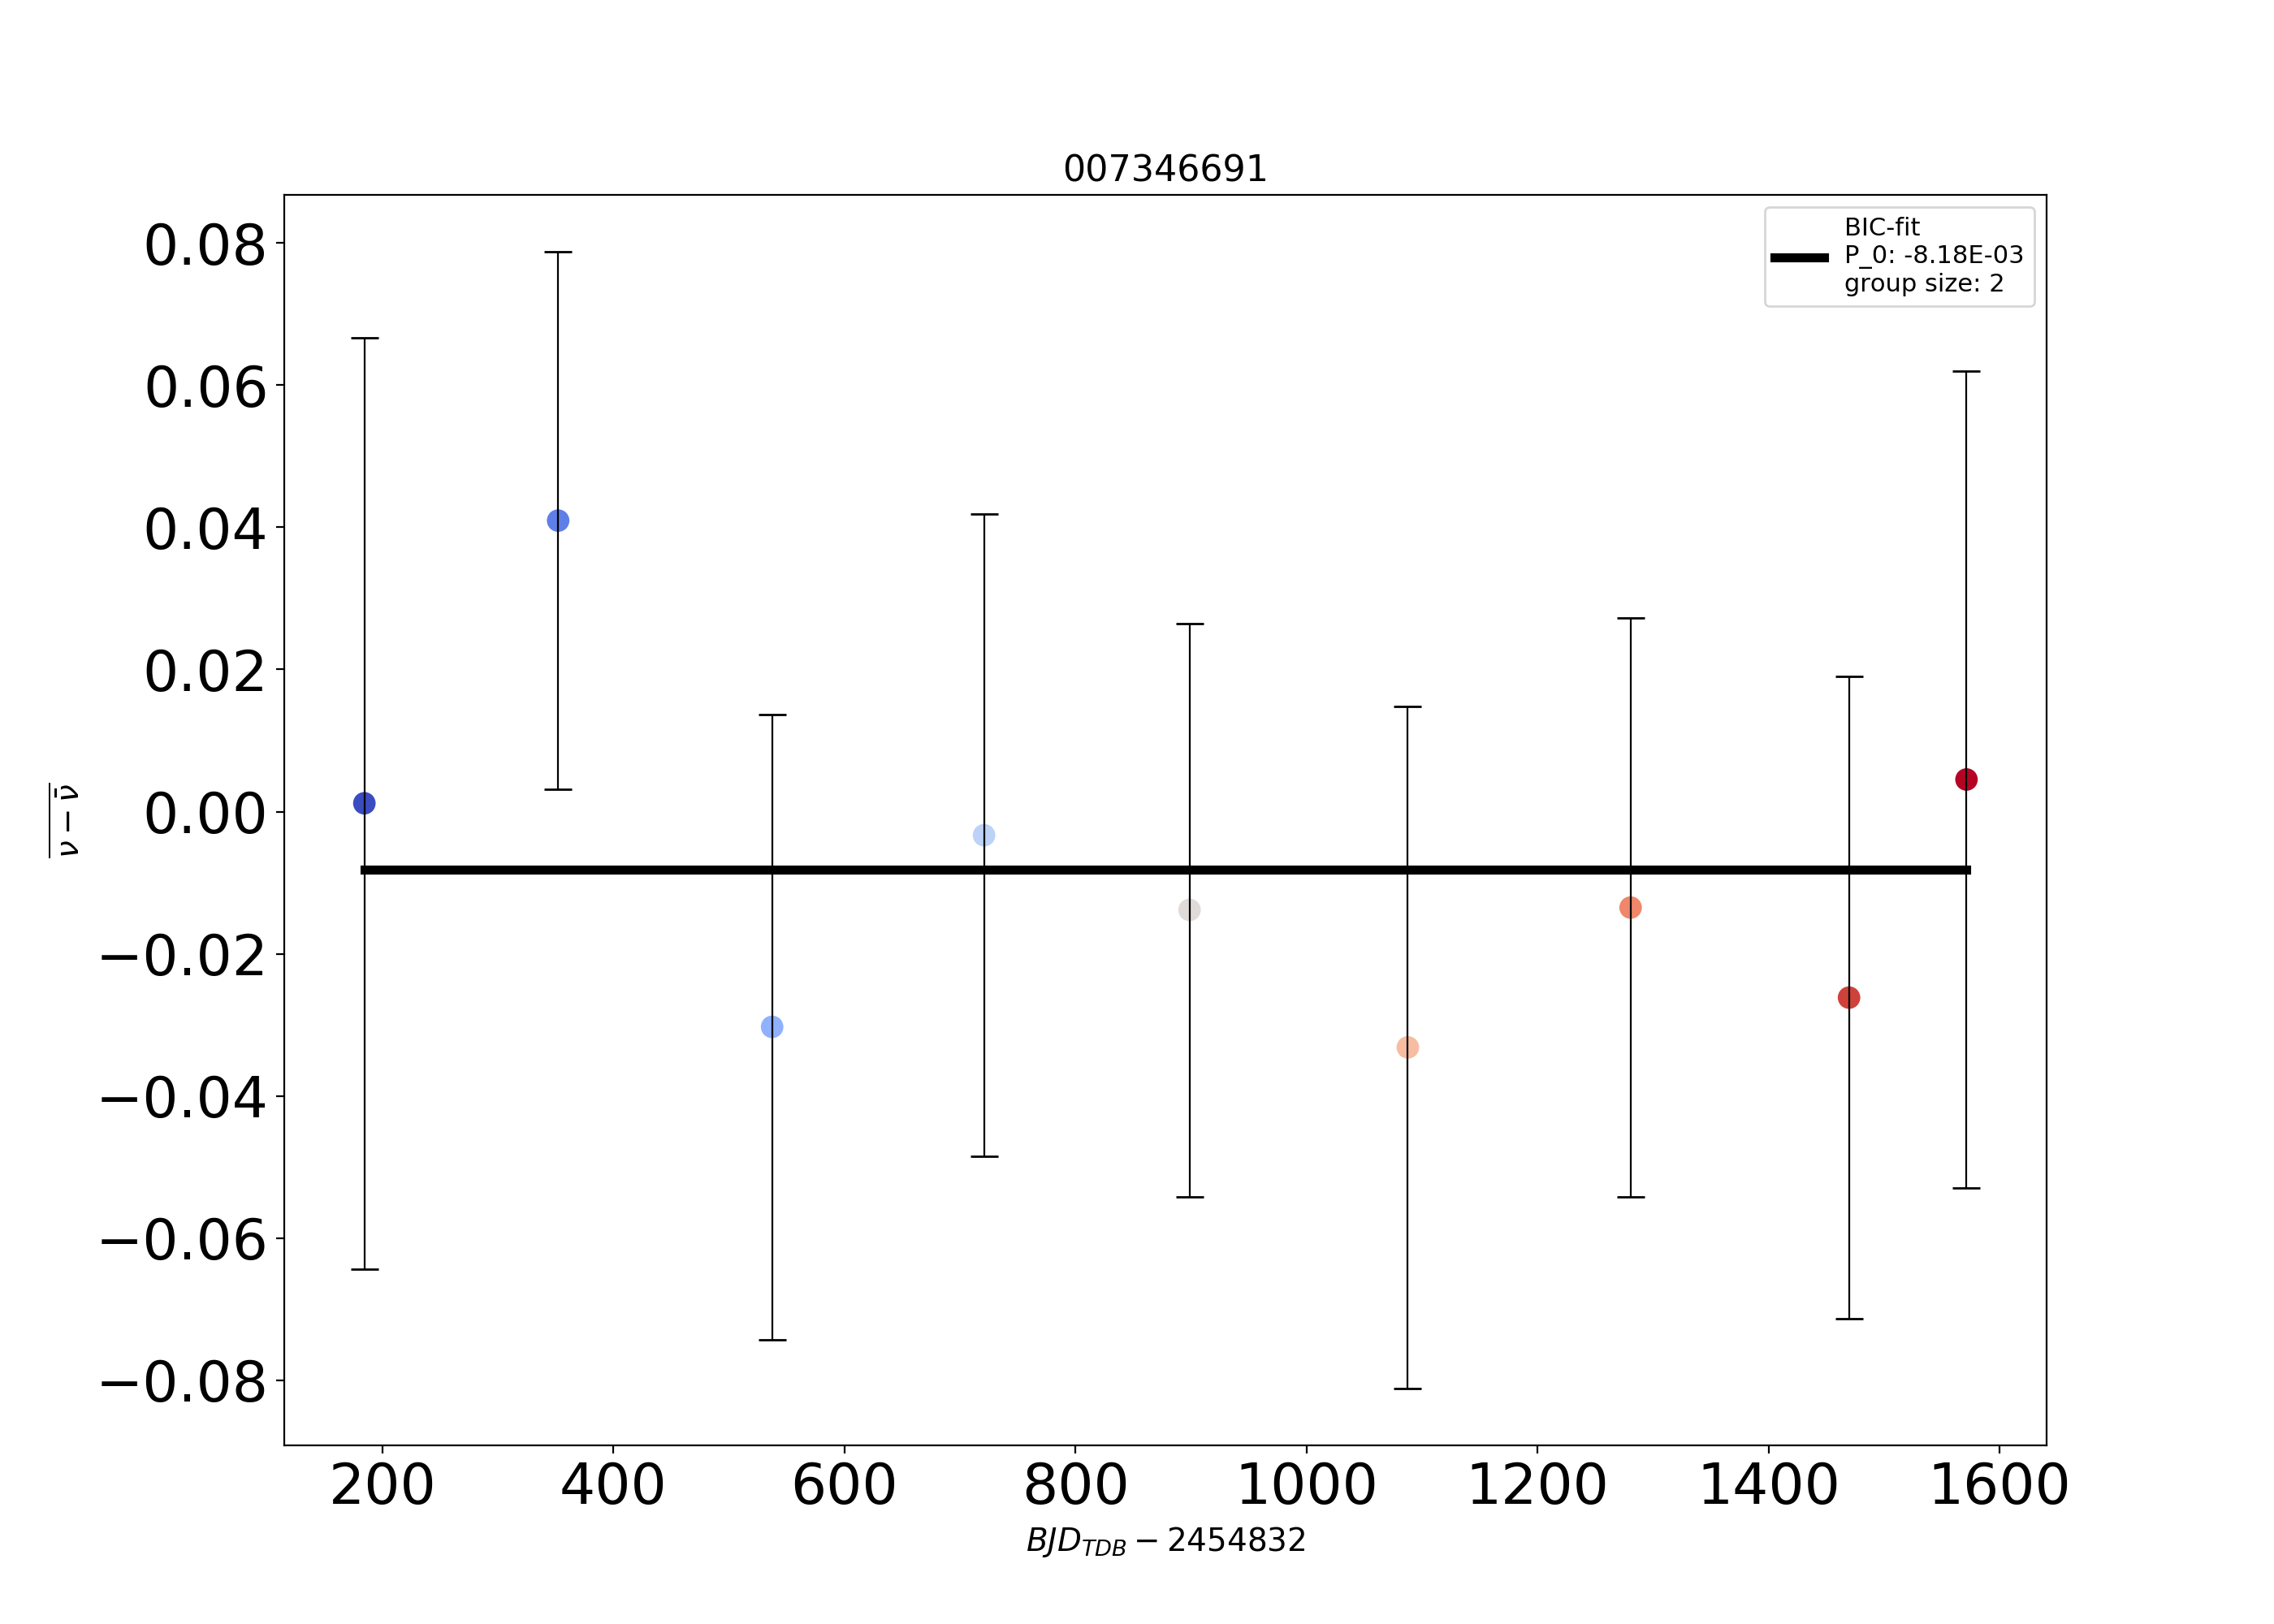 007346691
BIC-fit
P_0: -8.18E-03
group size: 2
0.08
0.06
0.04
0.02
0.00
−0.02
−0.04
−0.06
−0.08
ν − ν̄
200 400 600 800 1000 1200 1400 1600
BJD_TDB − 2454832